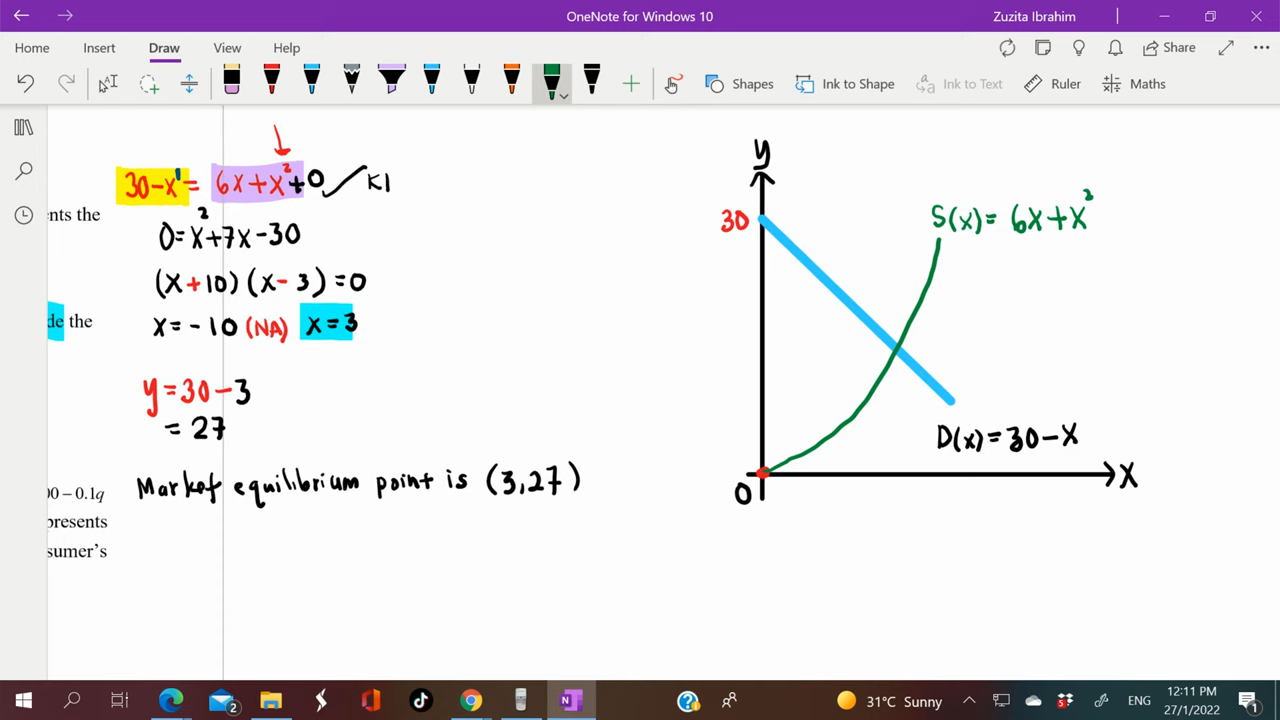 OneNote for Windows 10
Zuzita Ibrahim
Home Insert Draw View Help
Share
Shapes Ink to Shape Ink to Text Ruler Maths
30-x¹ = 6x+x²+0 ✓ K1
0=x²+7x-30
(x+10)(x-3)=0
x=-10 (NA) x=3
y=30-3
= 27
Market equilibrium point is (3,27)
nts the
de the
00 – 0.1q
presents
sumer's
y
30
S(x)= 6x+x²
D(x)=30-x
0
x
2
31°C Sunny
ENG
12:11 PM
27/1/2022
1